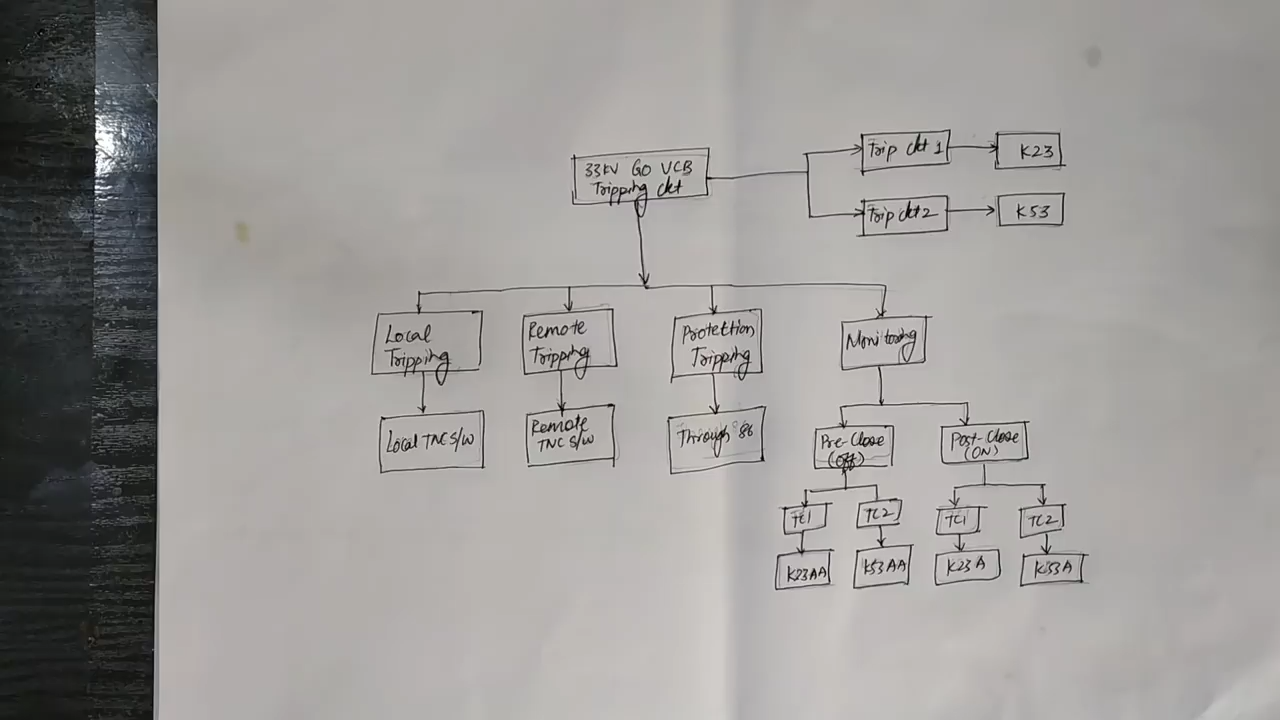 33KV GO VCB
Tripping ckt
Trip ckt 1
K23
Trip ckt 2
K53
Local
Tripping
Remote
Tripping
Protection
Tripping
Monitoring
Local TNC S/W
Remote
TNC S/W
Through 86
Pre-Close
(Off)
Post-Close
(ON)
TC1
TC2
TC1
TC2
K23AA
K53AA
K23A
K53A